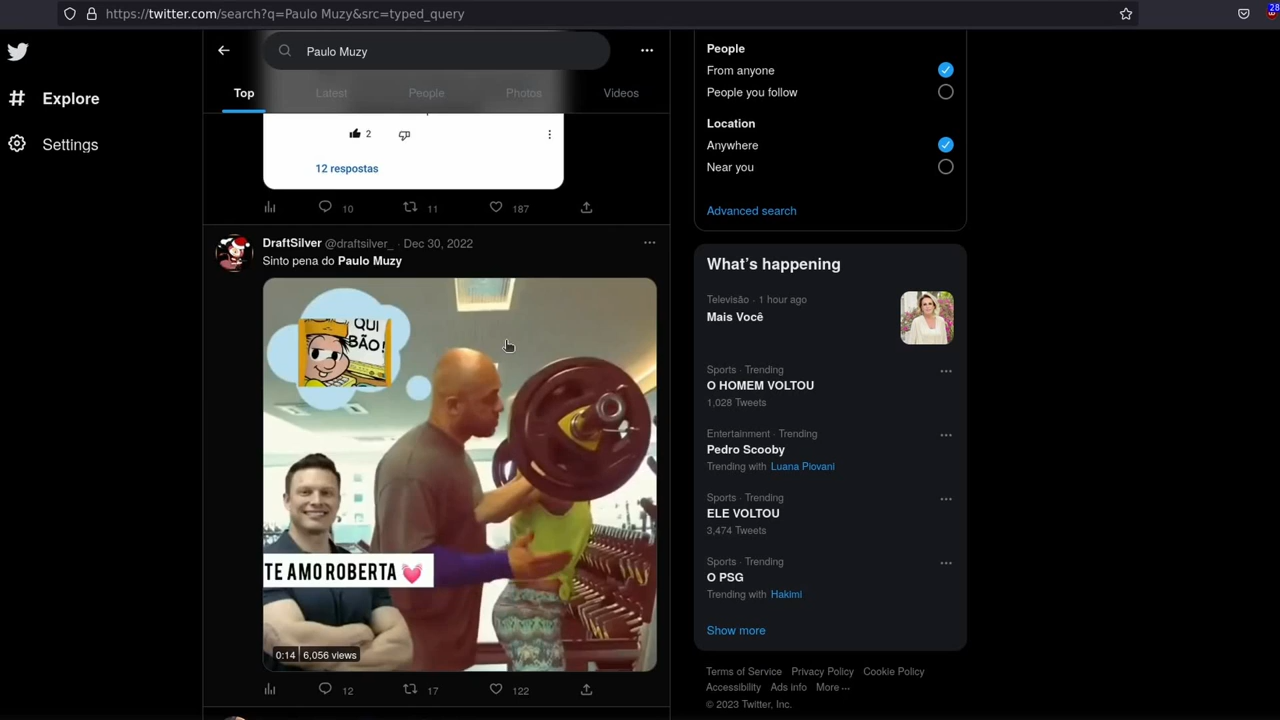 https://twitter.com/search?q=Paulo Muzy&src=typed_query
28
Explore
Settings
Paulo Muzy
Top
Latest
People
Photos
Videos
2
12 respostas
10
11
187
DraftSilver @draftsilver_ · Dec 30, 2022
Sinto pena do Paulo Muzy
QUI
BÃO!
TE AMO ROBERTA
0:14
6,056 views
12
17
122
People
From anyone
People you follow
Location
Anywhere
Near you
Advanced search
What's happening
Televisão · 1 hour ago
Mais Você
Sports · Trending
O HOMEM VOLTOU
1,028 Tweets
Entertainment · Trending
Pedro Scooby
Trending with Luana Piovani
Sports · Trending
ELE VOLTOU
3,474 Tweets
Sports · Trending
O PSG
Trending with Hakimi
Show more
Terms of Service Privacy Policy Cookie Policy
Accessibility Ads info More ···
© 2023 Twitter, Inc.